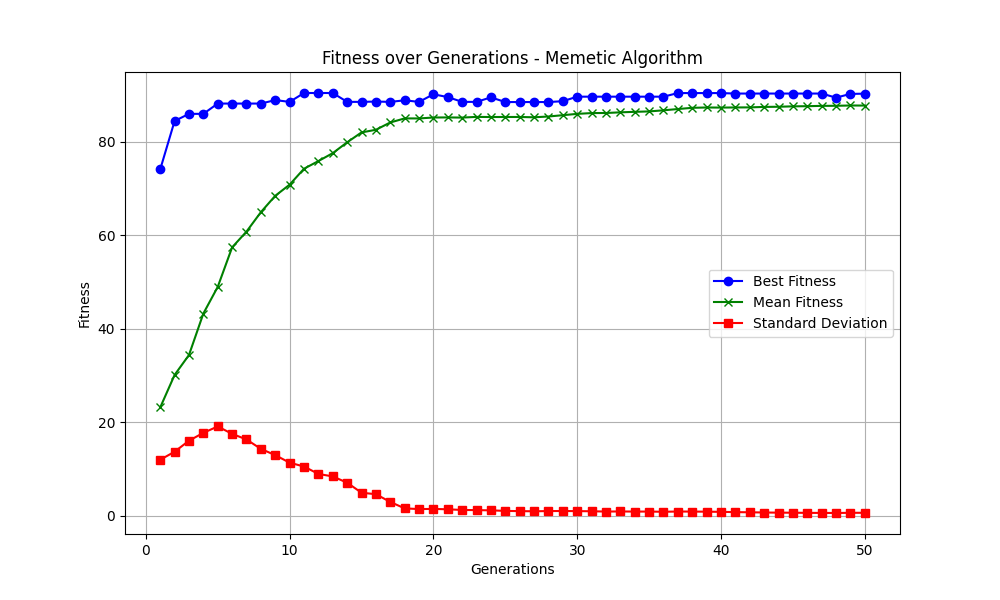 Fitness over Generations - Memetic Algorithm
Fitness
80
60
40
20
0
0 10 20 30 40 50
Generations
Best Fitness
Mean Fitness
Standard Deviation